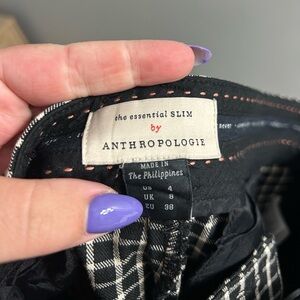 the essential SLIM
by
ANTHROPOLOGIE
MADE IN
The Philippines
US 4
UK 8
EU 36